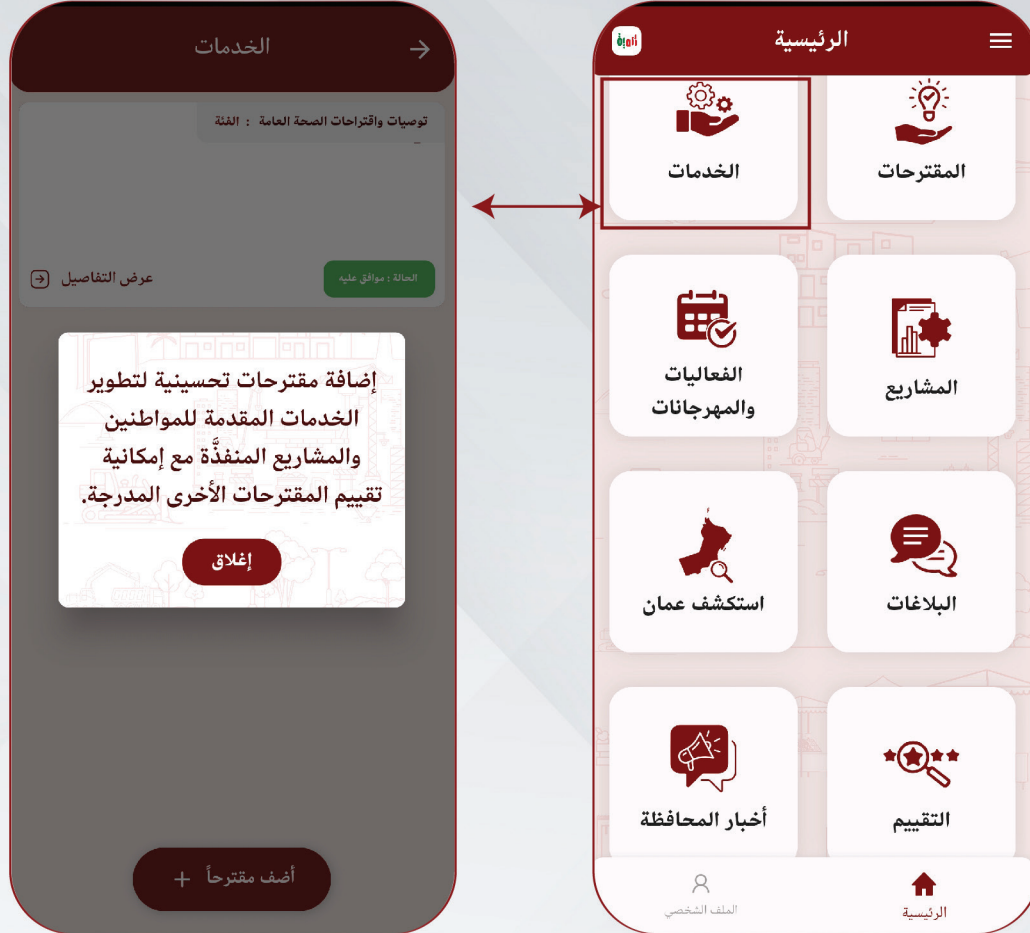 الرئيسية
المقترحات
الخدمات
المشاريع
الفعاليات
والمهرجانات
البلاغات
استكشف عمان
التقييم
أخبار المحافظة
الرئيسية
الملف الشخصي
الخدمات
توصيات واقتراحات الصحة العامة : الفئة
الحالة : موافق عليه
عرض التفاصيل
إضافة مقترحات تحسينية لتطوير
الخدمات المقدمة للمواطنين
والمشاريع المنفذَّة مع إمكانية
تقييم المقترحات الأخرى المدرجة.
إغلاق
أضف مقترحاً +